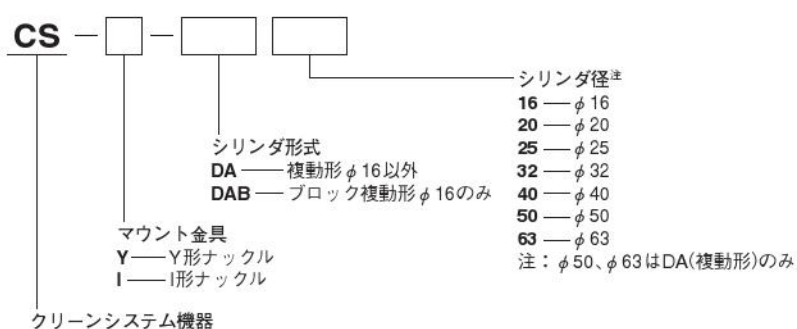 CS
シリンダ径注
16 φ16
20 φ20
25 φ25
32 φ32
40 φ40
50 φ50
63 φ63
注：φ50、φ63はDA(複動形)のみ
シリンダ形式
DA 複動形φ16以外
DAB ブロック複動形φ16のみ
マウント金具
Y Y形ナックル
I I形ナックル
クリーンシステム機器